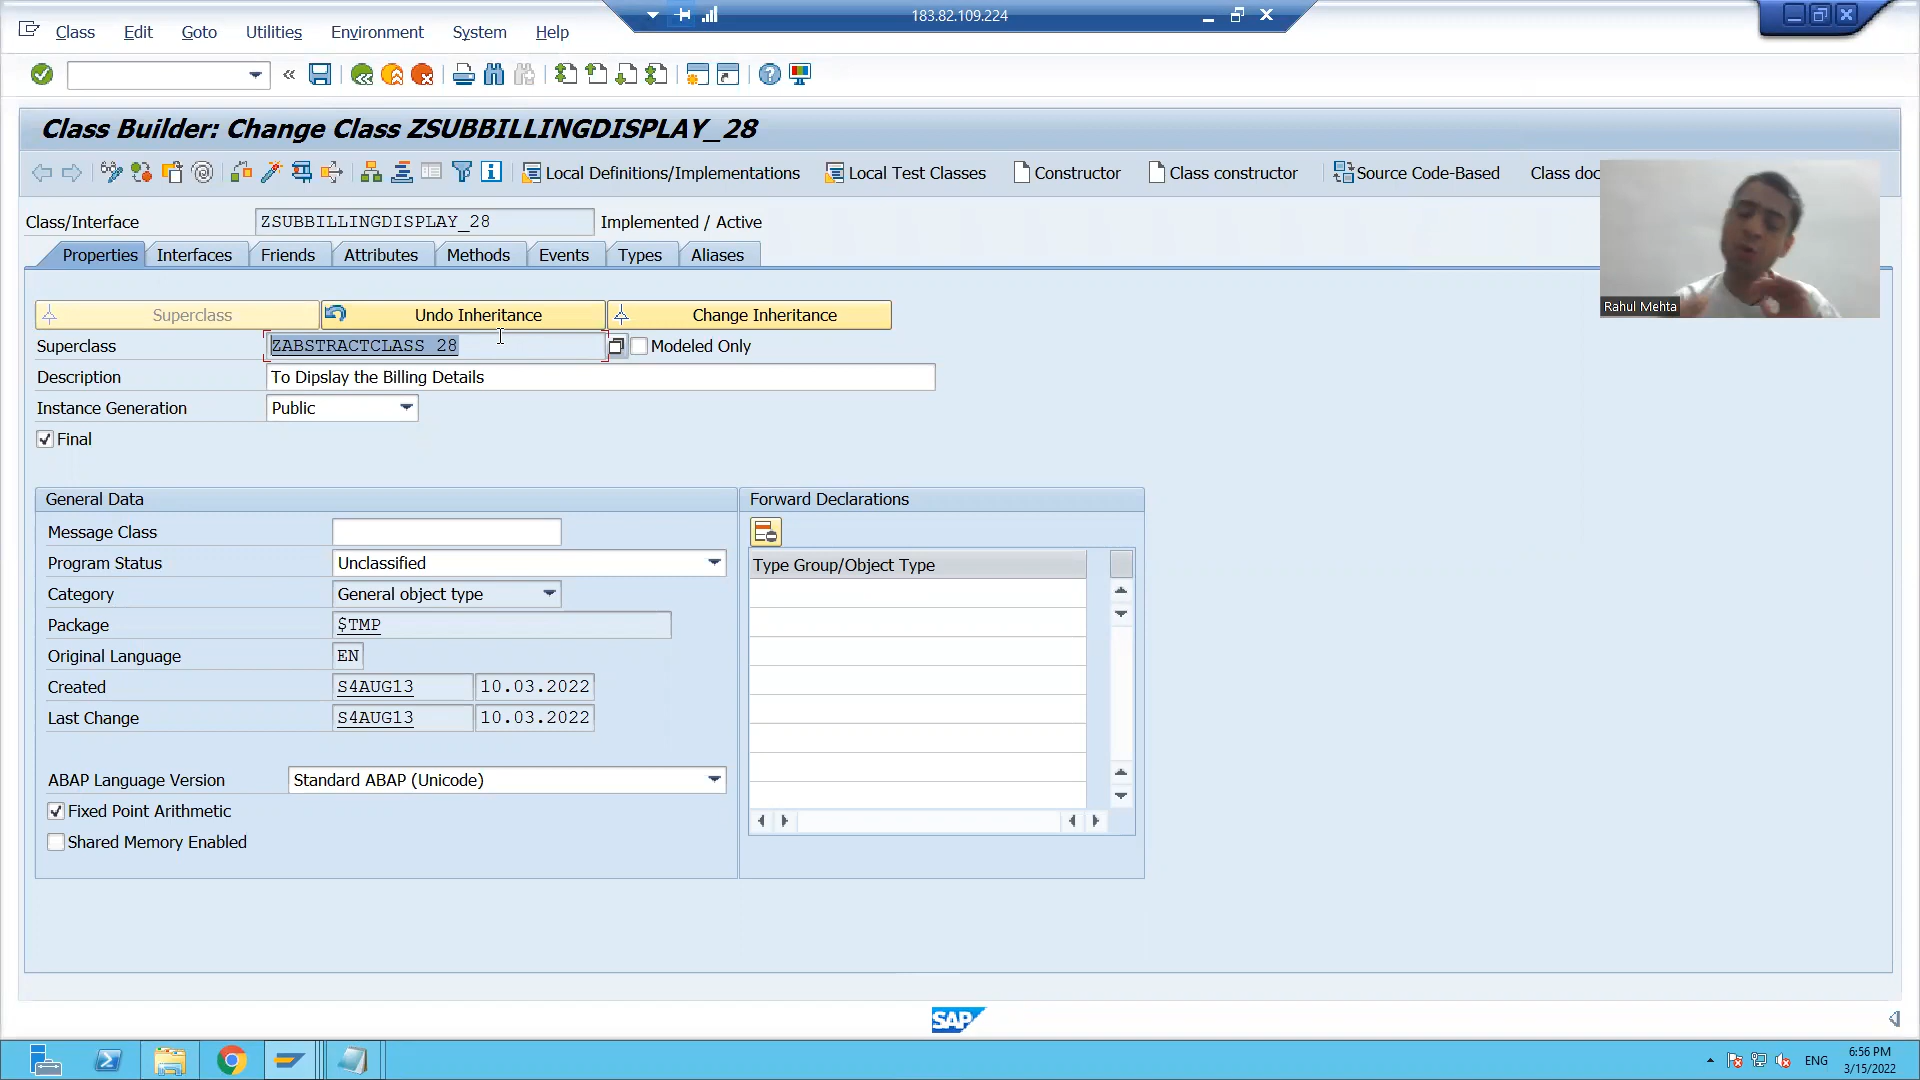 183.82.109.224
Class Edit Goto Utilities Environment System Help
Class Builder: Change Class ZSUBBILLINGDISPLAY_28
Local Definitions/Implementations Local Test Classes Constructor Class constructor Source Code-Based Class doc
Class/Interface ZSUBBILLINGDISPLAY_28 Implemented / Active
Properties Interfaces Friends Attributes Methods Events Types Aliases
Rahul Mehta
Superclass Undo Inheritance Change Inheritance
Superclass ZABSTRACTCLASS_28 Modeled Only
Description To Dipslay the Billing Details
Instance Generation Public
Final
General Data Forward Declarations
Message Class
Program Status Unclassified
Type Group/Object Type
Category General object type
Package $TMP
Original Language EN
Created S4AUG13 10.03.2022
Last Change S4AUG13 10.03.2022
ABAP Language Version Standard ABAP (Unicode)
Fixed Point Arithmetic
Shared Memory Enabled
SAP
ENG
6:56 PM
3/15/2022